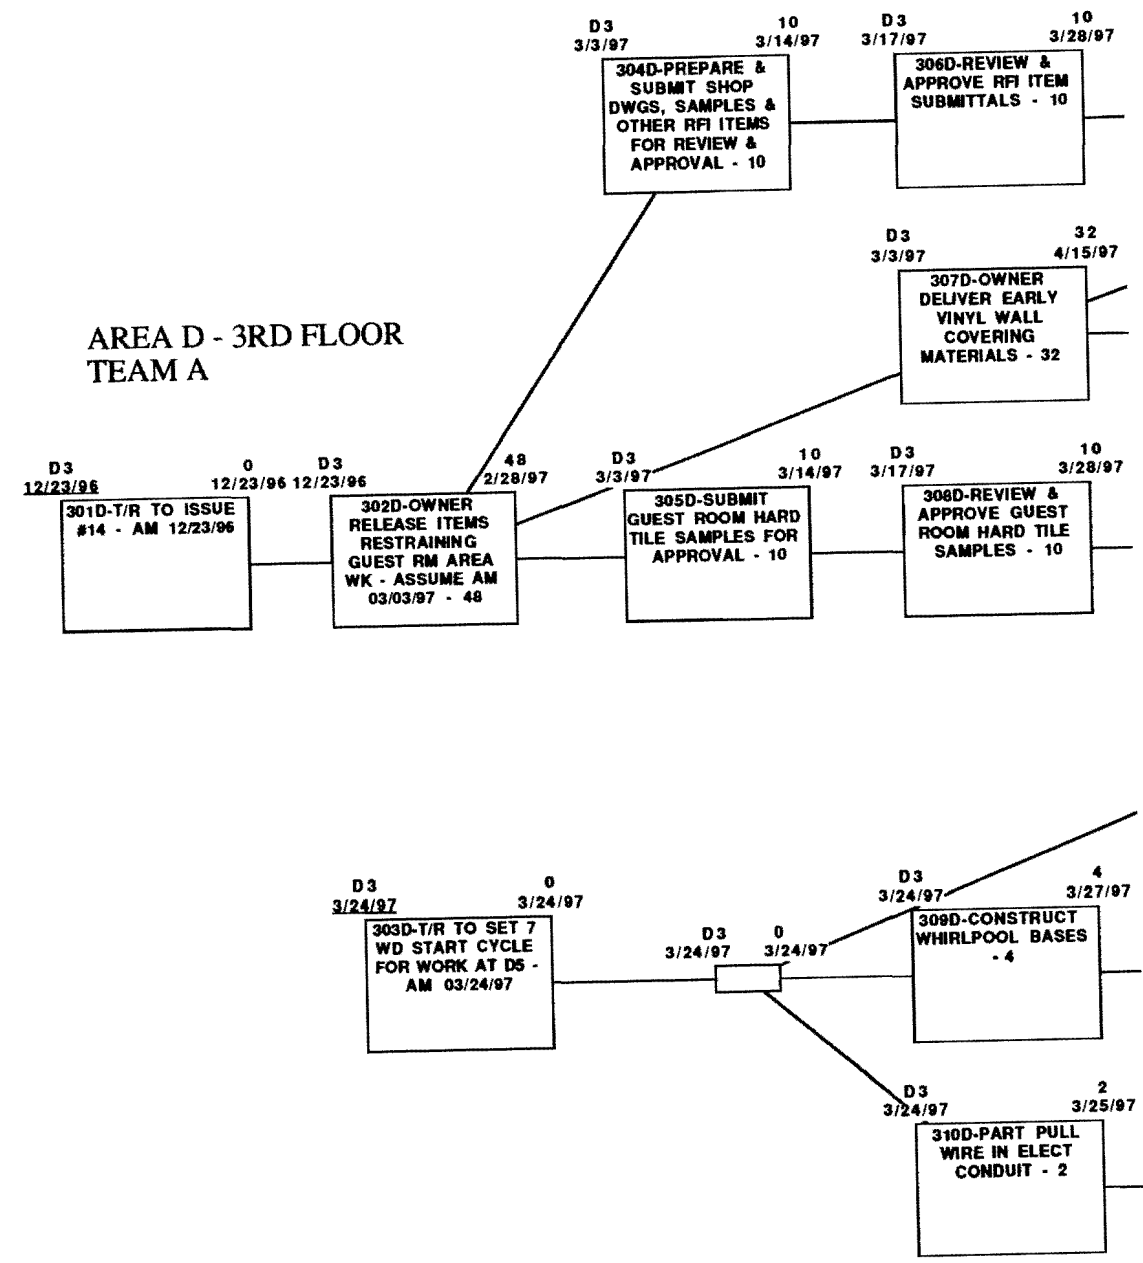 D3
3/3/97
10
3/14/97
304D-PREPARE &
SUBMIT SHOP
DWGS, SAMPLES &
OTHER RFI ITEMS
FOR REVIEW &
APPROVAL - 10
D3
3/17/97
10
3/28/97
306D-REVIEW &
APPROVE RFI ITEM
SUBMITTALS - 10
D3
3/3/97
32
4/15/97
307D-OWNER
DELIVER EARLY
VINYL WALL
COVERING
MATERIALS - 32
AREA D - 3RD FLOOR
TEAM A
D3
12/23/96
0
12/23/96
301D-T/R TO ISSUE
#14 - AM 12/23/96
D3
12/23/96
48
2/28/97
302D-OWNER
RELEASE ITEMS
RESTRAINING
GUEST RM AREA
WK - ASSUME AM
03/03/97 - 48
D3
3/3/97
10
3/14/97
305D-SUBMIT
GUEST ROOM HARD
TILE SAMPLES FOR
APPROVAL - 10
D3
3/17/97
10
3/28/97
308D-REVIEW &
APPROVE GUEST
ROOM HARD TILE
SAMPLES - 10
D3
3/24/97
0
3/24/97
303D-T/R TO SET 7
WD START CYCLE
FOR WORK AT D5 -
AM 03/24/97
D3
3/24/97
0
3/24/97
D3
3/24/97
4
3/27/97
309D-CONSTRUCT
WHIRLPOOL BASES
- 4
D3
3/24/97
2
3/25/97
310D-PART PULL
WIRE IN ELECT
CONDUIT - 2